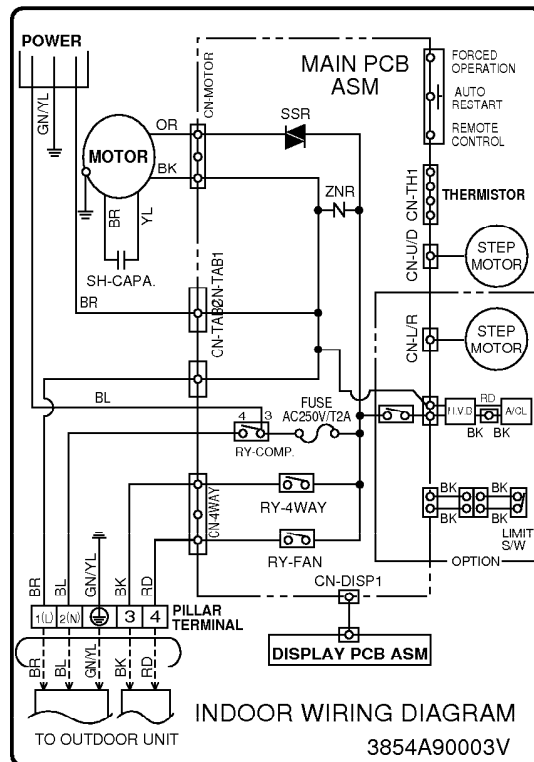 POWER
GN/YL
CN-MOTOR
MAIN PCB
ASM
FORCED
OPERATION
AUTO
RESTART
REMOTE
CONTROL
OR
SSR
MOTOR
BK
ZNR
CN-TH1
THERMISTOR
BR
YL
SH-CAPA.
CN-U/D
STEP
MOTOR
CN-TAB1
BR
CN-TAB2
CN-L/R
STEP
MOTOR
BL
FUSE
AC250V/T2A
4
3
RY-COMP.
H.V.B
RD
A/CL
BK
BK
CN-4WAY
RY-4WAY
BK
BK
BK
BK
LIMIT
S/W
RY-FAN
OPTION
BR
BL
GN/YL
BK
RD
CN-DISP1
1(L)
2(N)
3
4
PILLAR
TERMINAL
DISPLAY PCB ASM
BR
BL
GN/YL
BK
RD
TO OUTDOOR UNIT
INDOOR WIRING DIAGRAM
3854A90003V